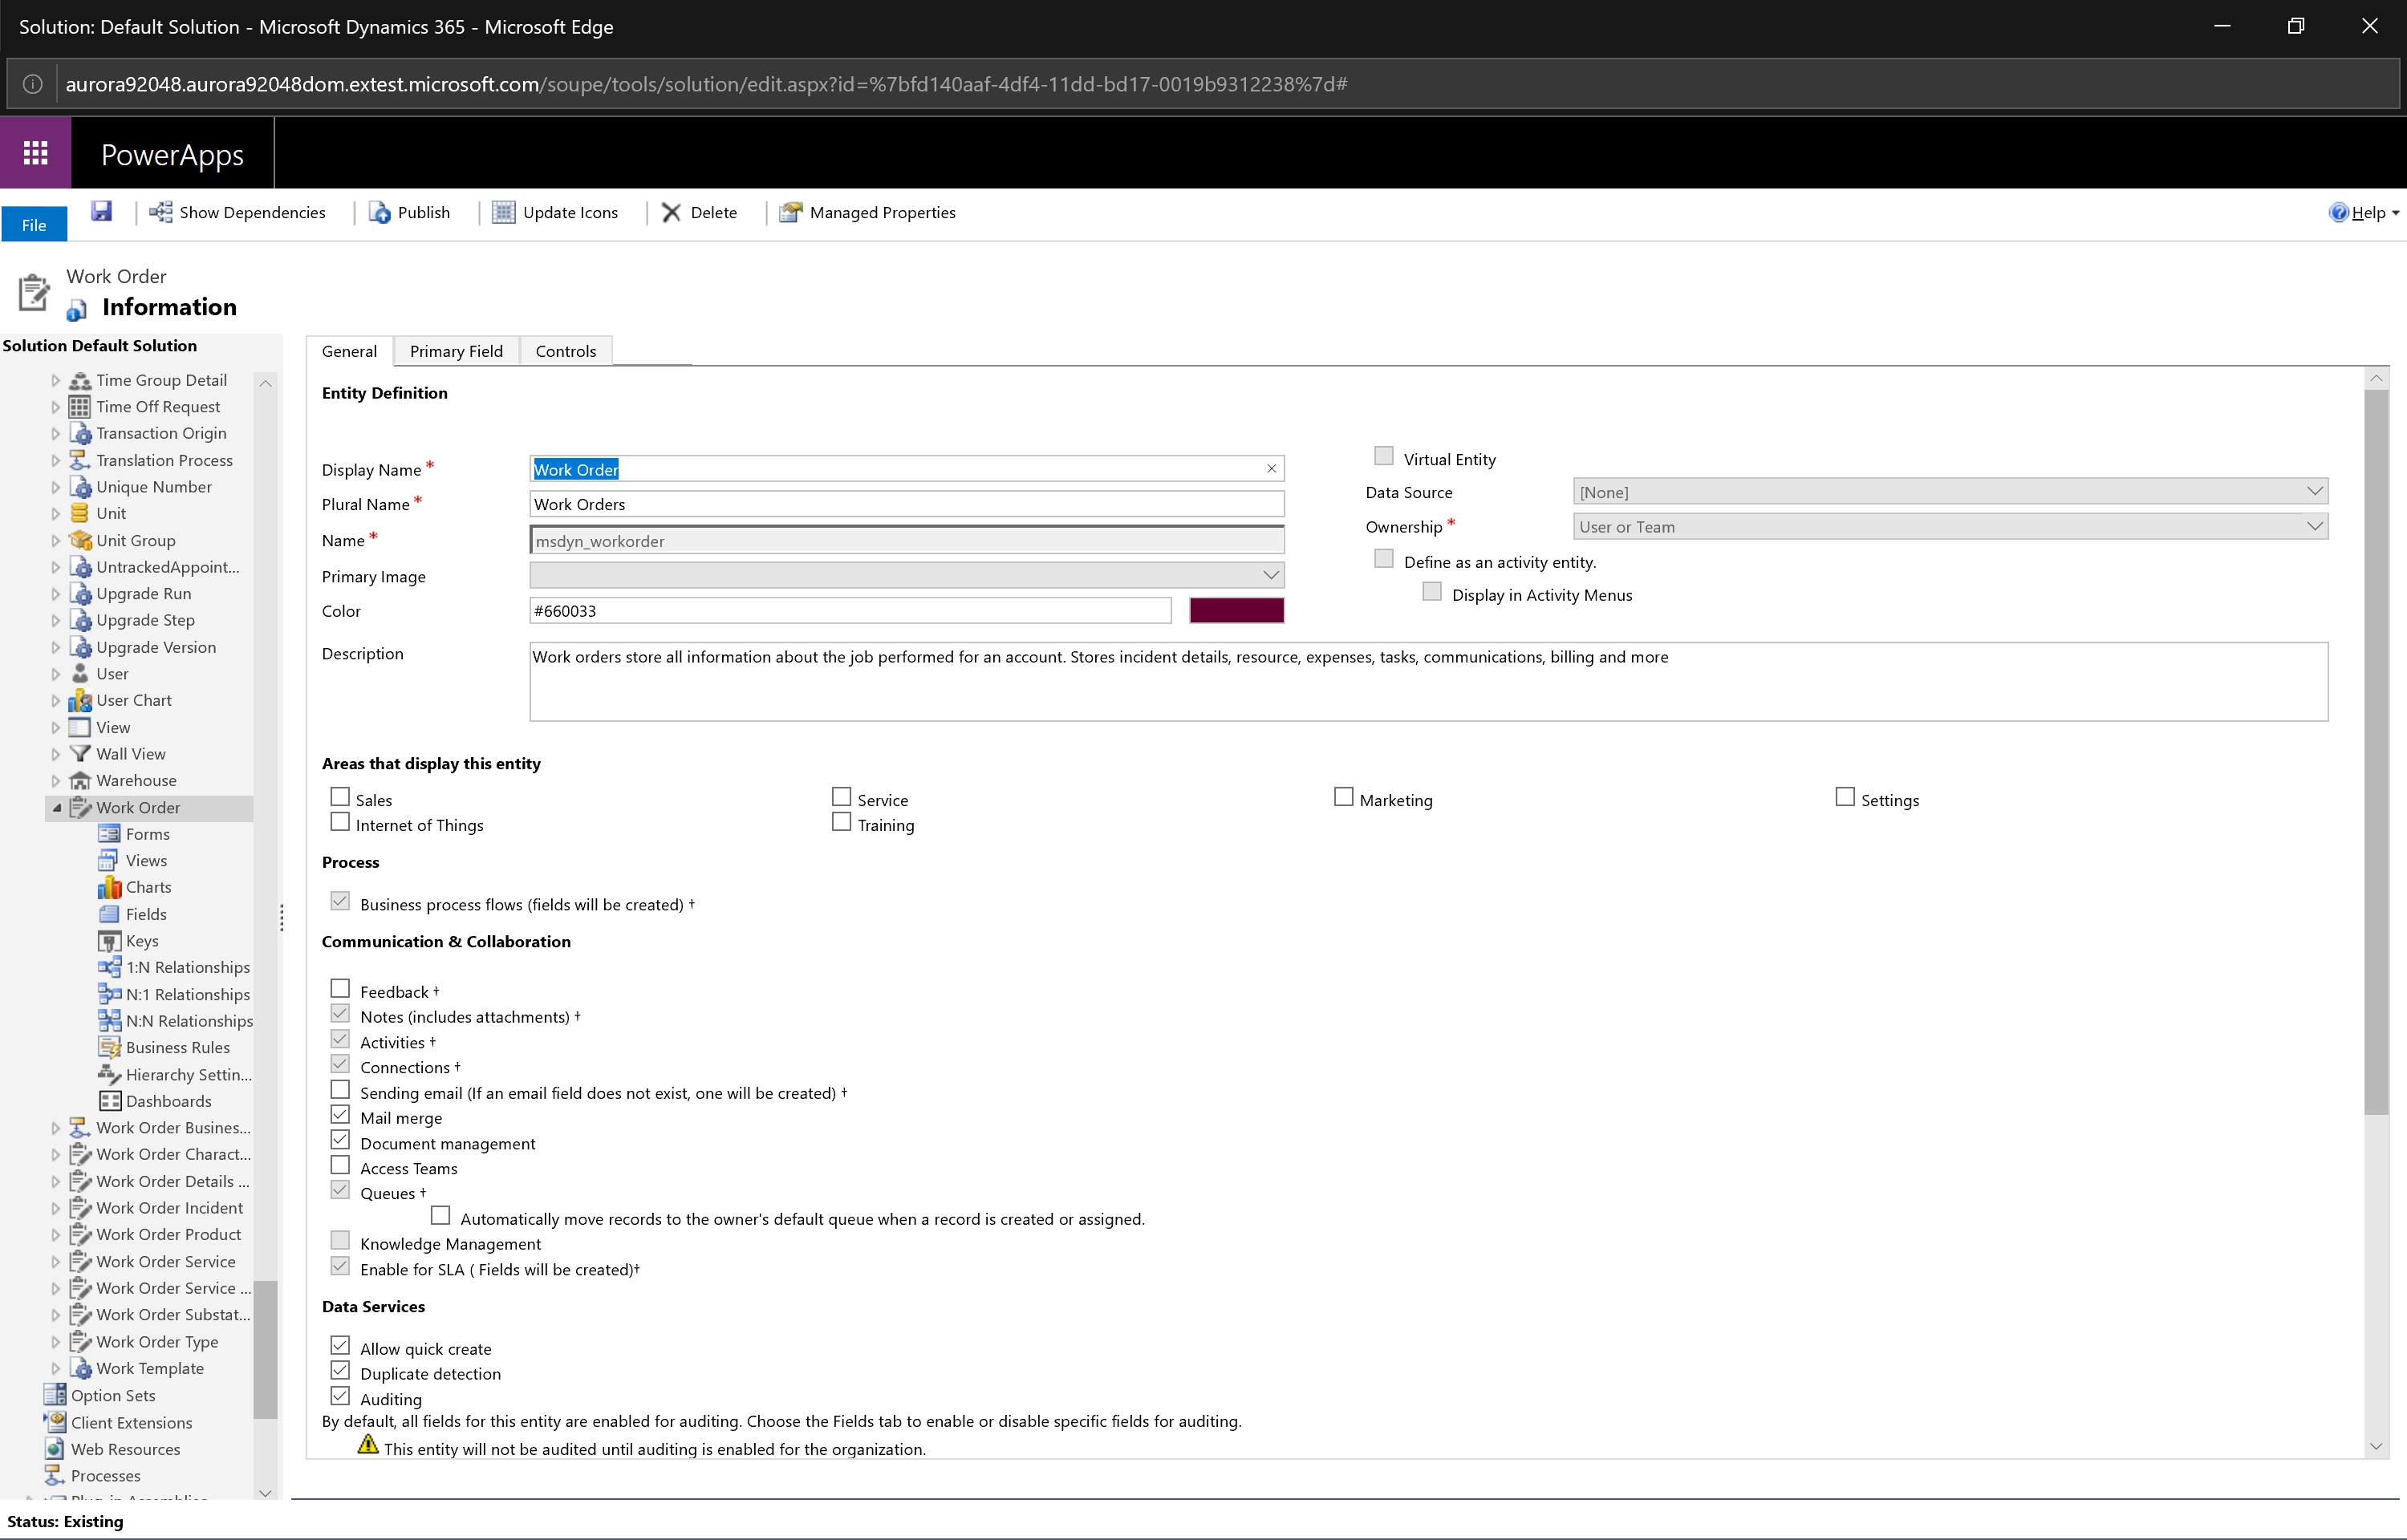 Solution: Default Solution - Microsoft Dynamics 365 - Microsoft Edge
aurora92048.aurora92048dom.extest.microsoft.com/soupe/tools/solution/edit.aspx?id=%7bfd140aaf-4df4-11dd-bd17-0019b9312238%7d#
PowerApps
File
Show Dependencies
Publish
Update Icons
Delete
Managed Properties
Help
Work Order
Information
Solution Default Solution
Time Group Detail
Time Off Request
Transaction Origin
Translation Process
Unique Number
Unit
Unit Group
UntrackedAppoint...
Upgrade Run
Upgrade Step
Upgrade Version
User
User Chart
View
Wall View
Warehouse
Work Order
Forms
Views
Charts
Fields
Keys
1:N Relationships
N:1 Relationships
N:N Relationships
Business Rules
Hierarchy Settin...
Dashboards
Work Order Busines...
Work Order Charact...
Work Order Details ...
Work Order Incident
Work Order Product
Work Order Service
Work Order Service ...
Work Order Substat...
Work Order Type
Work Template
Option Sets
Client Extensions
Web Resources
Processes
General
Primary Field
Controls
Entity Definition
Display Name *
Work Order
Plural Name *
Work Orders
Name *
msdyn_workorder
Primary Image
Color
#660033
Virtual Entity
Data Source
[None]
Ownership *
User or Team
Define as an activity entity.
Display in Activity Menus
Description
Work orders store all information about the job performed for an account. Stores incident details, resource, expenses, tasks, communications, billing and more
Areas that display this entity
Sales
Service
Marketing
Settings
Internet of Things
Training
Process
Business process flows (fields will be created) †
Communication & Collaboration
Feedback †
Notes (includes attachments) †
Activities †
Connections †
Sending email (If an email field does not exist, one will be created) †
Mail merge
Document management
Access Teams
Queues †
Automatically move records to the owner's default queue when a record is created or assigned.
Knowledge Management
Enable for SLA ( Fields will be created)†
Data Services
Allow quick create
Duplicate detection
Auditing
By default, all fields for this entity are enabled for auditing. Choose the Fields tab to enable or disable specific fields for auditing.
This entity will not be audited until auditing is enabled for the organization.
Status: Existing